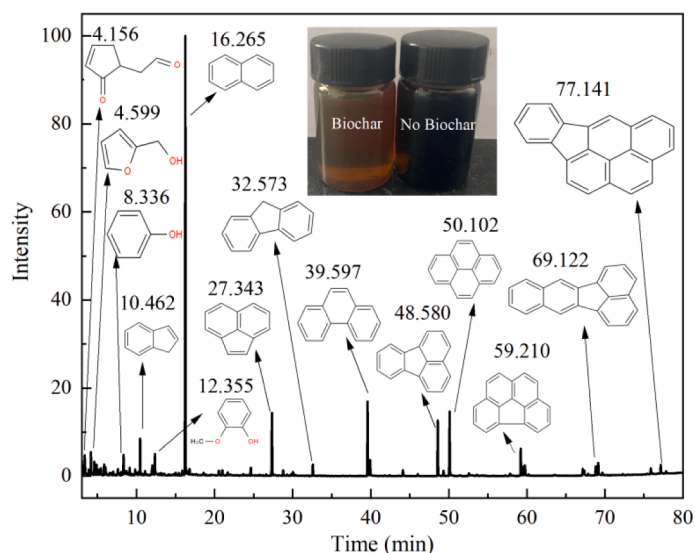 4.156
16.265
4.599
OH
O
O
O
8.336
OH
10.462
12.355
H₃C
O
OH
27.343
32.573
39.597
48.580
50.102
59.210
69.122
77.141
Biochar
No Biochar
Intensity
100
80
60
40
20
0
10
20
30
40
50
60
70
80
Time (min)